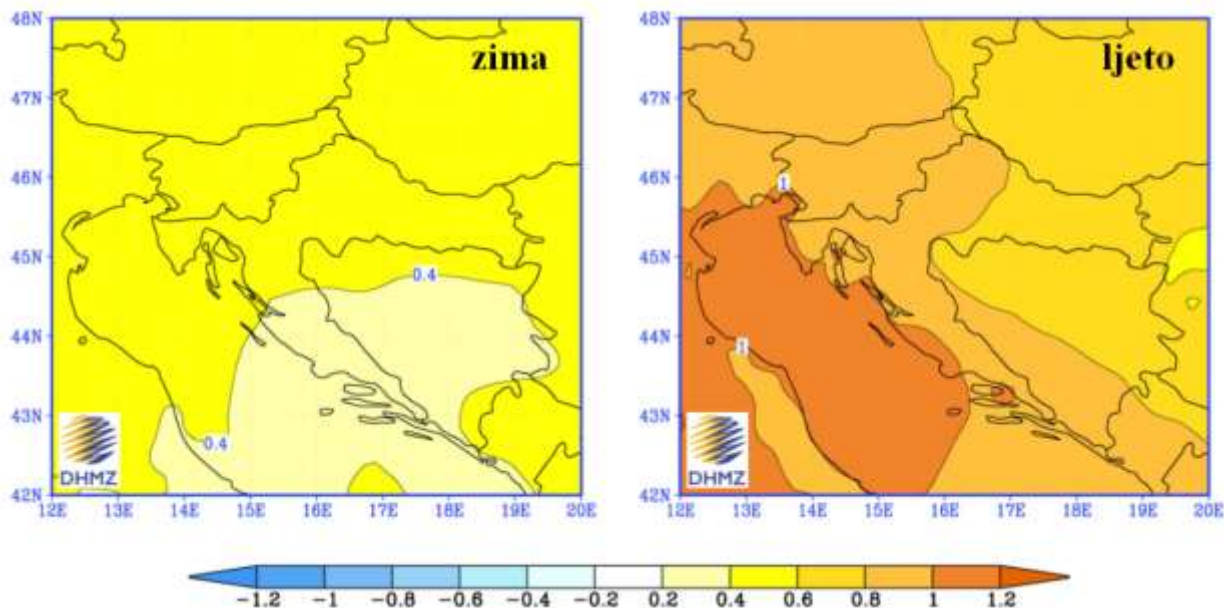 48N
47N
46N
45N
44N
43N
42N
12E 13E 14E 15E 16E 17E 18E 19E 20E
zima
0.4
0.4
DHMZ
48N
47N
46N
45N
44N
43N
42N
12E 13E 14E 15E 16E 17E 18E 19E 20E
ljeto
1
1
DHMZ
-1.2 -1 -0.8 -0.6 -0.4 -0.2 0.2 0.4 0.6 0.8 1 1.2